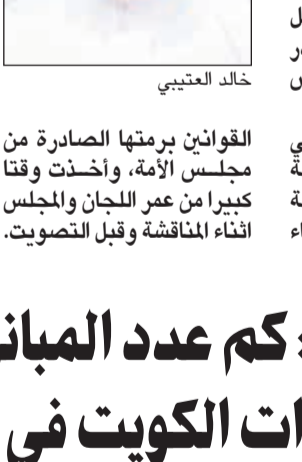 خالد العتيبي
القوانين برمتها الصادرة من
مجلس الأمة، وأخذت وقتا
كبيرا من عمر اللجان والمجلس
اثناء المناقشة وقبل التصويت.
كم عدد المبان
ات الكويت في